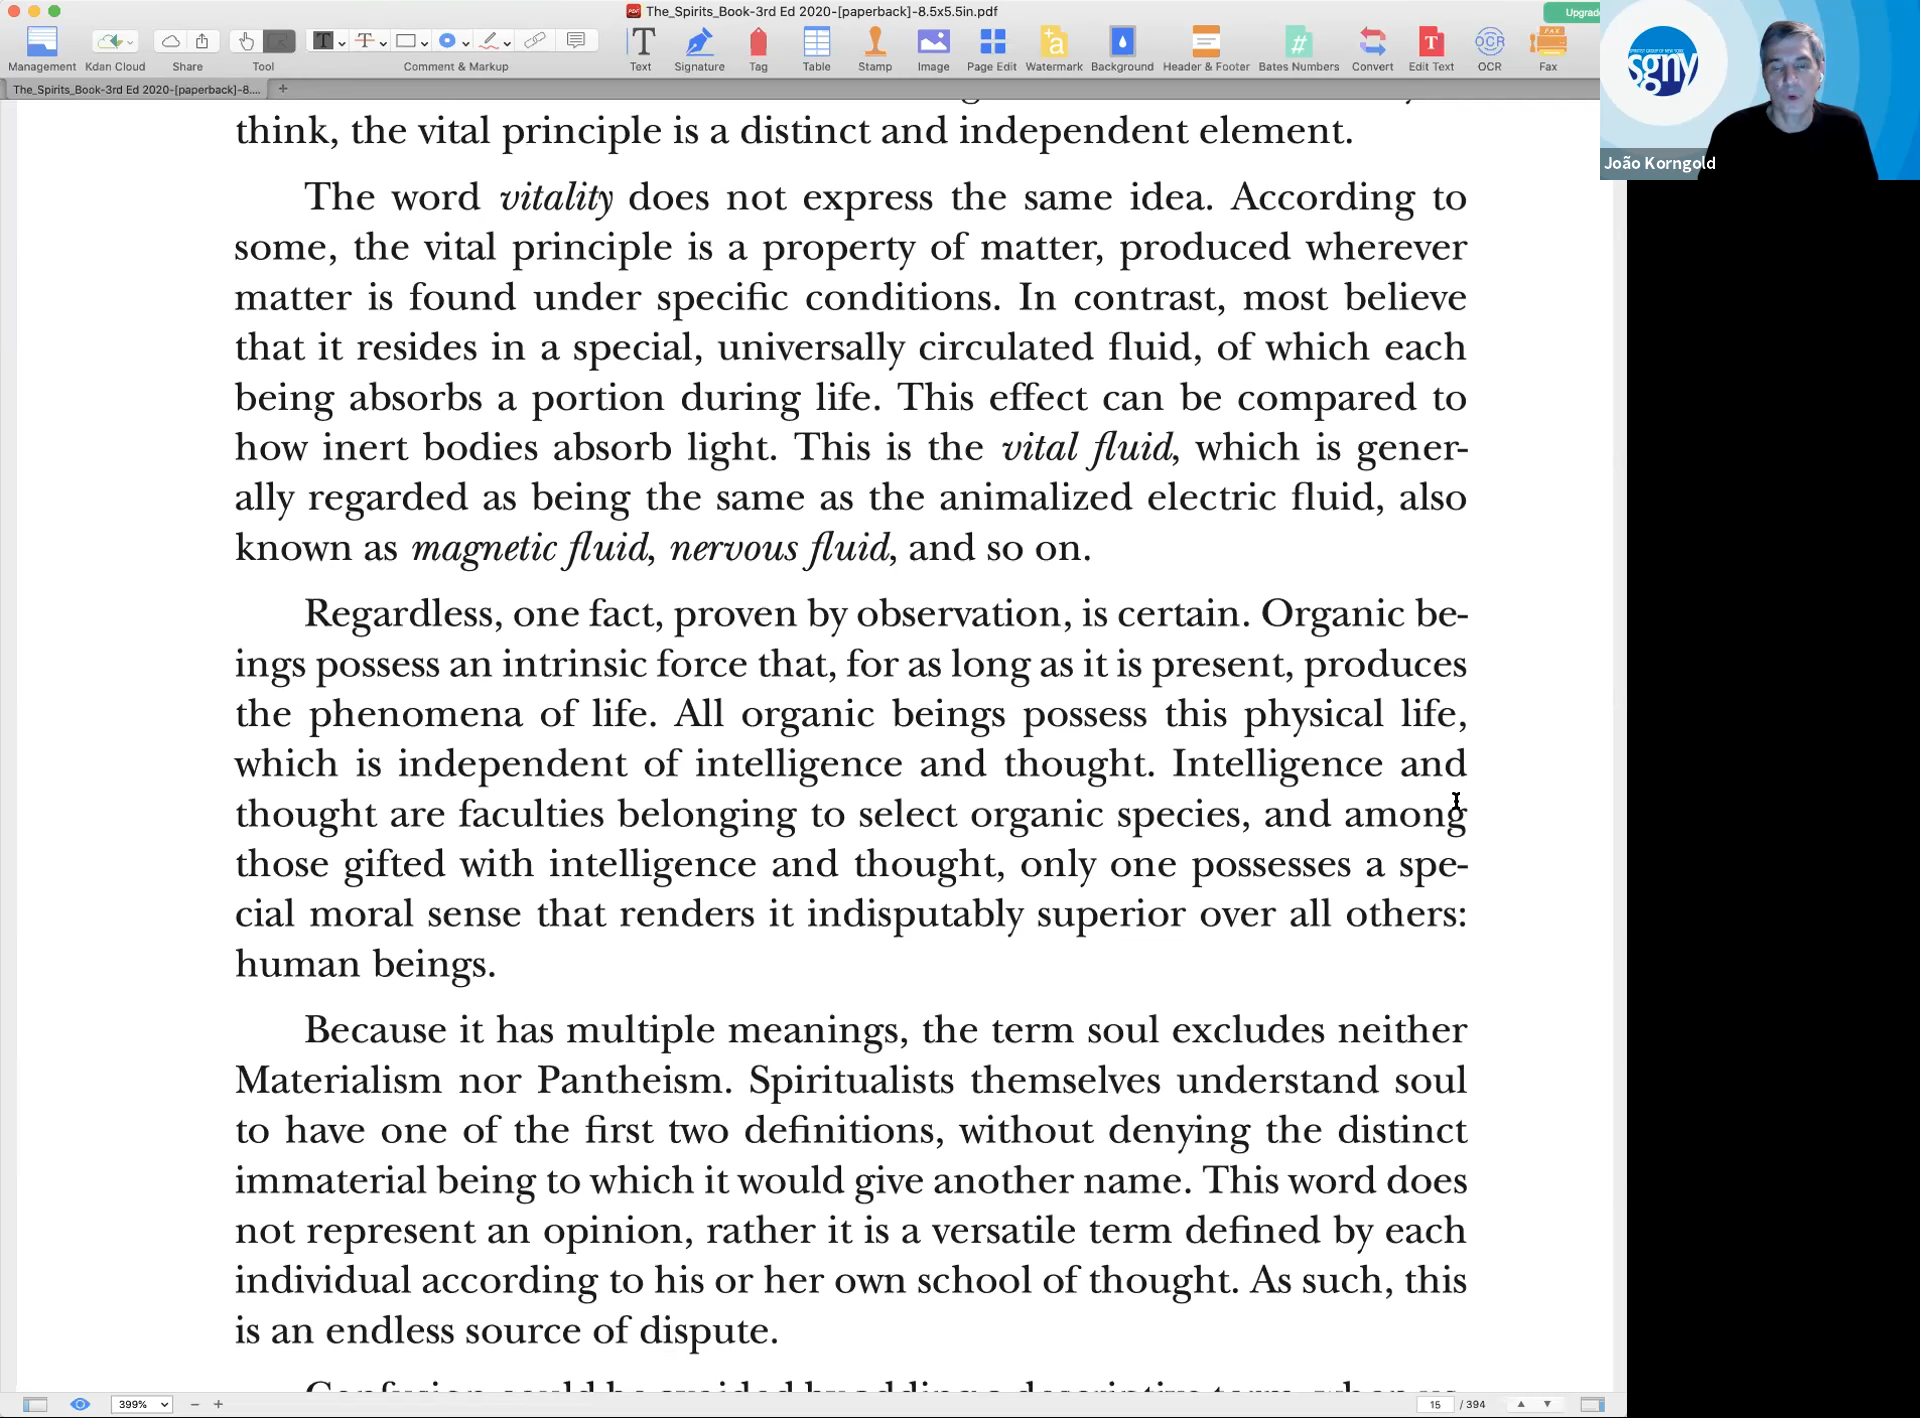 The_Spirits_Book-3rd Ed 2020-[paperback]-8.5x5.5in.pdf
Upgrade
Management Kdan Cloud Share Tool Comment & Markup Text Signature Tag Table Stamp Image Page Edit Watermark Background Header & Footer Bates Numbers Convert Edit Text OCR Fax
The_Spirits_Book-3rd Ed 2020-[paperback]-8....
sgny
João Korngold
think, the vital principle is a distinct and independent element.
The word vitality does not express the same idea. According to
some, the vital principle is a property of matter, produced wherever
matter is found under specific conditions. In contrast, most believe
that it resides in a special, universally circulated fluid, of which each
being absorbs a portion during life. This effect can be compared to
how inert bodies absorb light. This is the vital fluid, which is gener-
ally regarded as being the same as the animalized electric fluid, also
known as magnetic fluid, nervous fluid, and so on.
Regardless, one fact, proven by observation, is certain. Organic be-
ings possess an intrinsic force that, for as long as it is present, produces
the phenomena of life. All organic beings possess this physical life,
which is independent of intelligence and thought. Intelligence and
thought are faculties belonging to select organic species, and among
those gifted with intelligence and thought, only one possesses a spe-
cial moral sense that renders it indisputably superior over all others:
human beings.
Because it has multiple meanings, the term soul excludes neither
Materialism nor Pantheism. Spiritualists themselves understand soul
to have one of the first two definitions, without denying the distinct
immaterial being to which it would give another name. This word does
not represent an opinion, rather it is a versatile term defined by each
individual according to his or her own school of thought. As such, this
is an endless source of dispute.
Confusion could be avoided by adding a descriptive term, when
399% 15 / 394